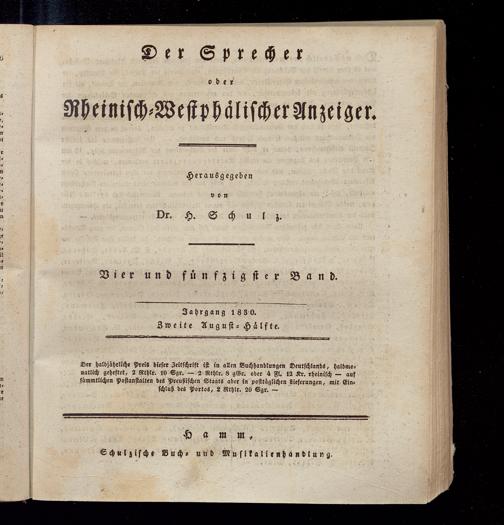 Der Sprecher
oder
Rheinisch-Westphälischer Anzeiger.
Herausgegeben
von
Dr. H. Schulz.
Vier und fünfzigster Band.
Jahrgang 1830.
Zweite August-Hälfte.
Der halbjährliche Preis dieser Zeitschrift ist in allen Buchhandlungen Deutschlands, halbmo-
natlich geheftet, 2 Rthlr. 10 Sgr. — 2 Rthlr. 8 gGr. oder 4 Fl. 12 Kr. rheinisch — auf
sämmtlichen Postanstalten des Preußischen Staats aber in posttäglichen Lieferungen, mit Ein-
schluß des Portos, 2 Rthlr. 20 Sgr. —
Hamm,
Schulzische Buch- und Musikalienhandlung.